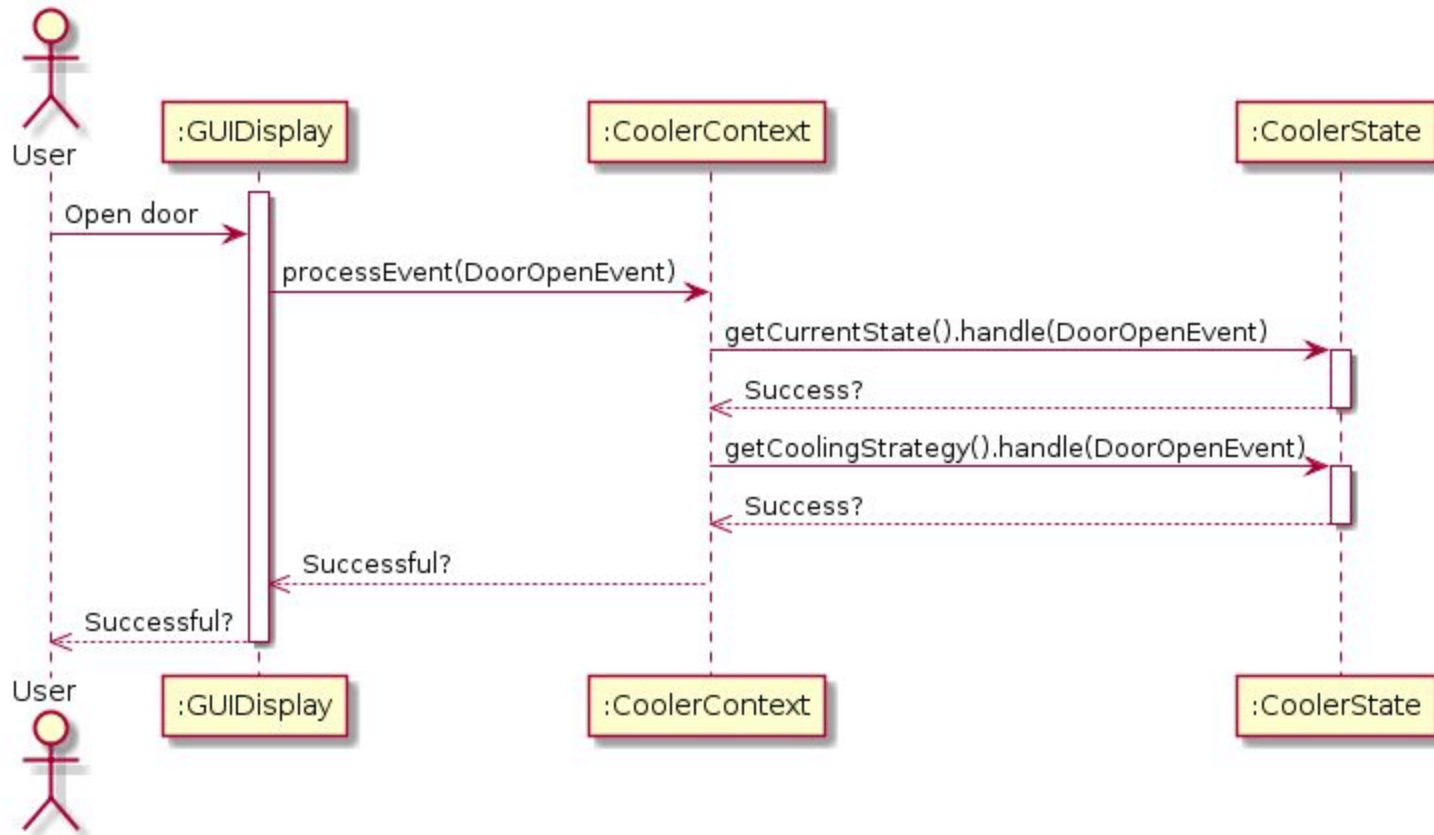 User
:GUIDisplay
:CoolerContext
:CoolerState
Open door
processEvent(DoorOpenEvent)
getCurrentState().handle(DoorOpenEvent)
Success?
getCoolingStrategy().handle(DoorOpenEvent)
Success?
Successful?
Successful?
User
:GUIDisplay
:CoolerContext
:CoolerState